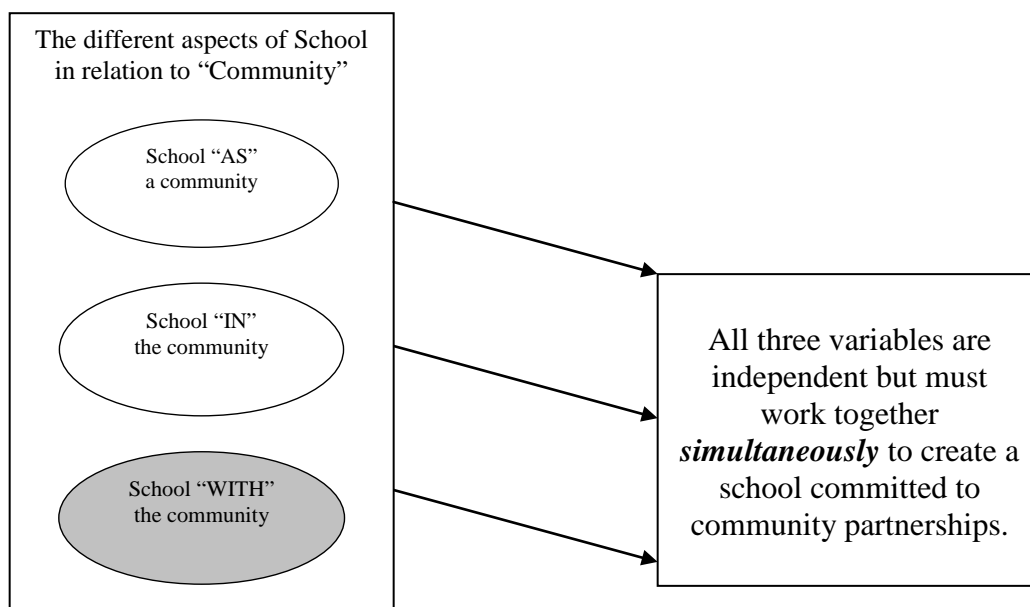 The different aspects of School
in relation to “Community”
School “AS”
a community
School “IN”
the community
School “WITH”
the community
All three variables are
independent but must
work together
simultaneously to create a
school committed to
community partnerships.